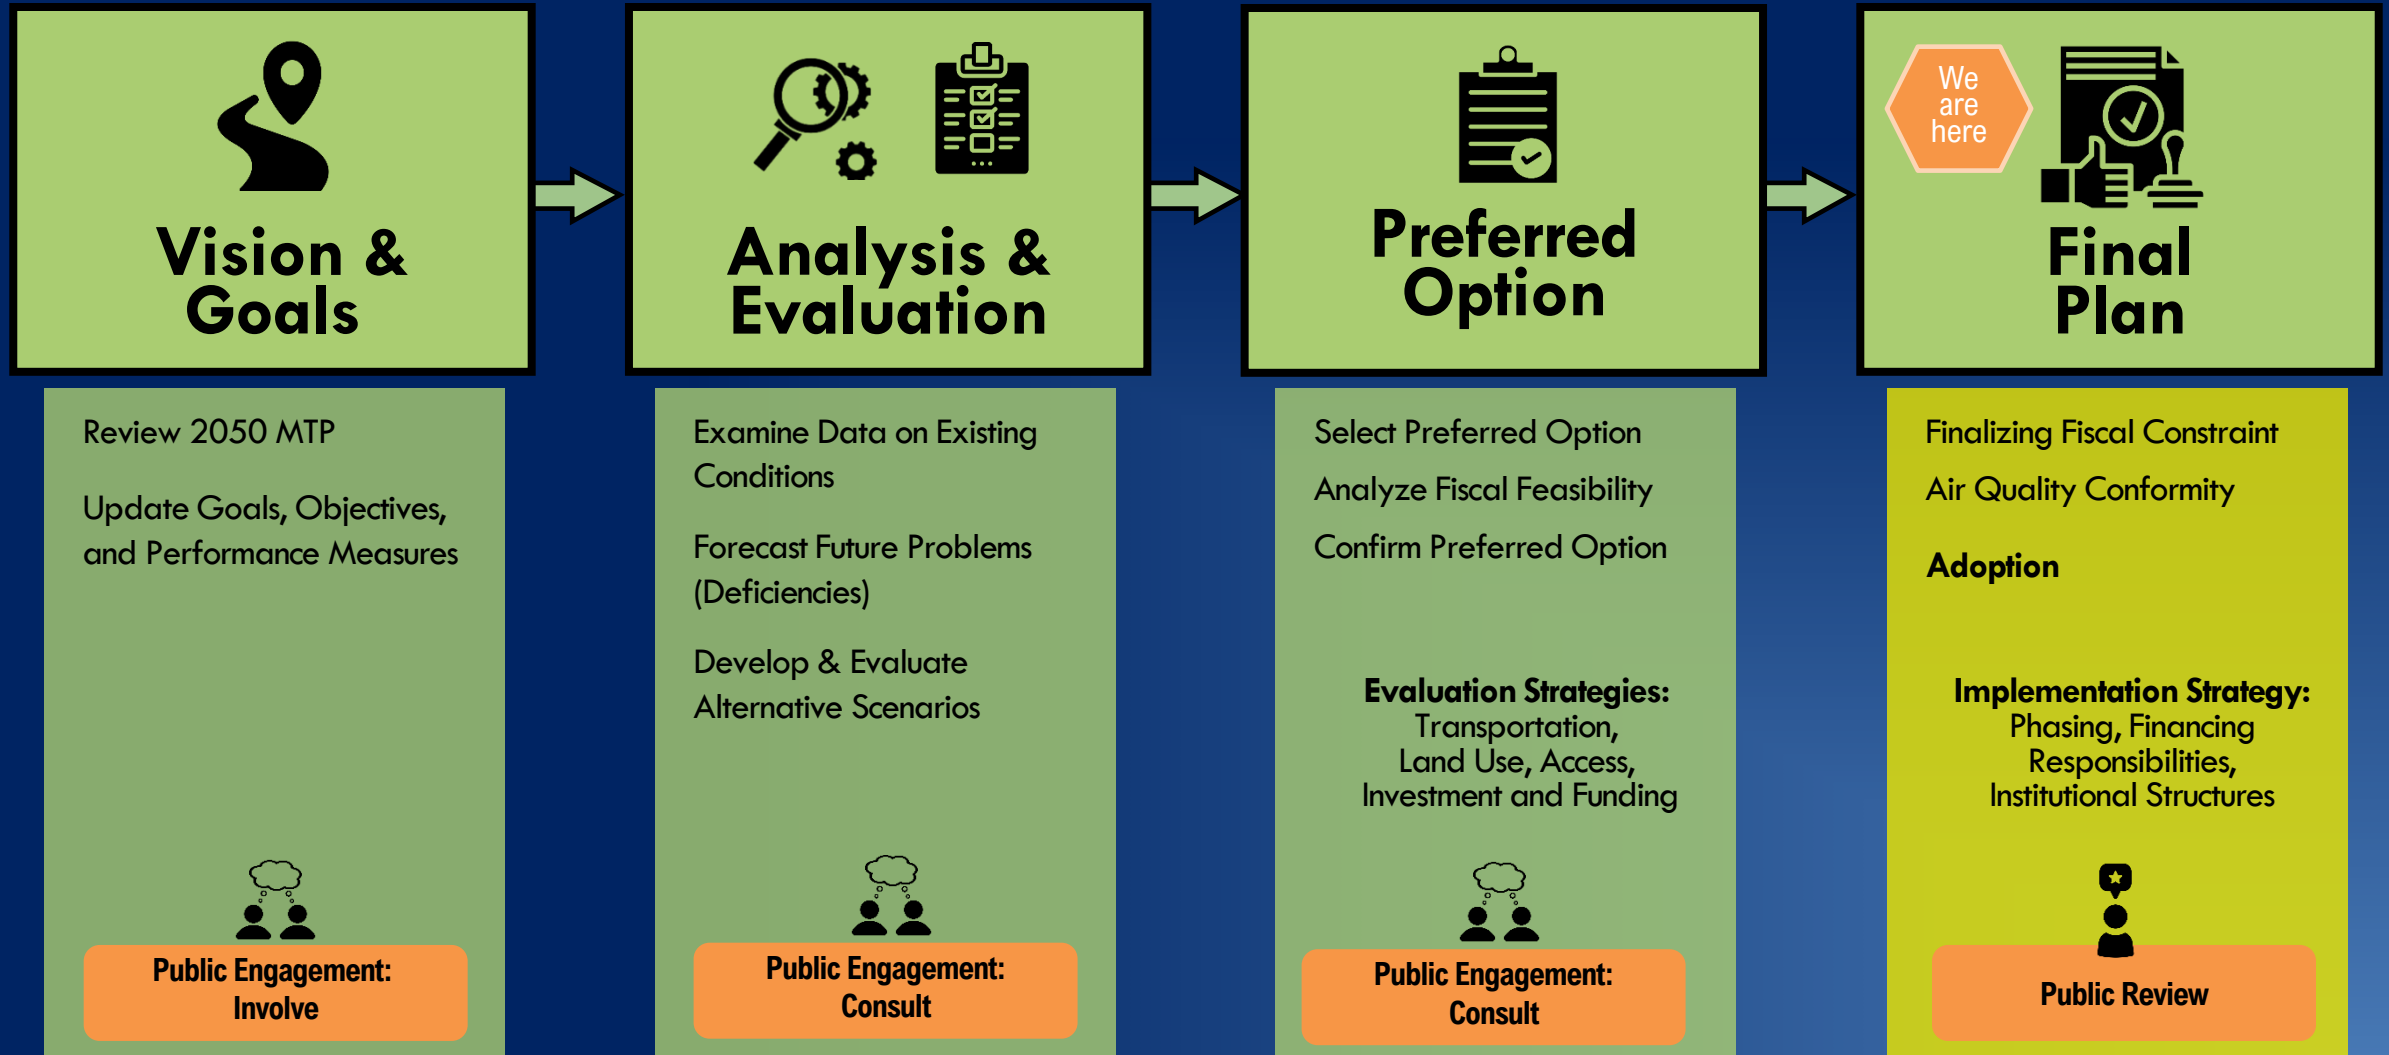 Vision &
Goals
Review 2050 MTP
Update Goals, Objectives,
and Performance Measures
Public Engagement:
Involve
Analysis &
Evaluation
Examine Data on Existing
Conditions
Forecast Future Problems
(Deficiencies)
Develop & Evaluate
Alternative Scenarios
Public Engagement:
Consult
Preferred
Option
Select Preferred Option
Analyze Fiscal Feasibility
Confirm Preferred Option
Evaluation Strategies:
Transportation,
Land Use, Access,
Investment and Funding
Public Engagement:
Consult
We
are
here
Final
Plan
Finalizing Fiscal Constraint
Air Quality Conformity
Adoption
Implementation Strategy:
Phasing, Financing
Responsibilities,
Institutional Structures
Public Review